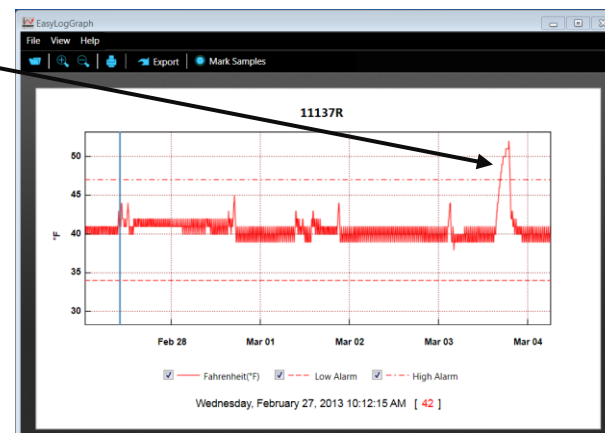 EasyLogGraph
File View Help
Export Mark Samples
11137R
50
45
40
35
30
°F
Feb 28 Mar 01 Mar 02 Mar 03 Mar 04
Fahrenheit(°F) Low Alarm High Alarm
Wednesday, February 27, 2013 10:12:15 AM [ 42 ]